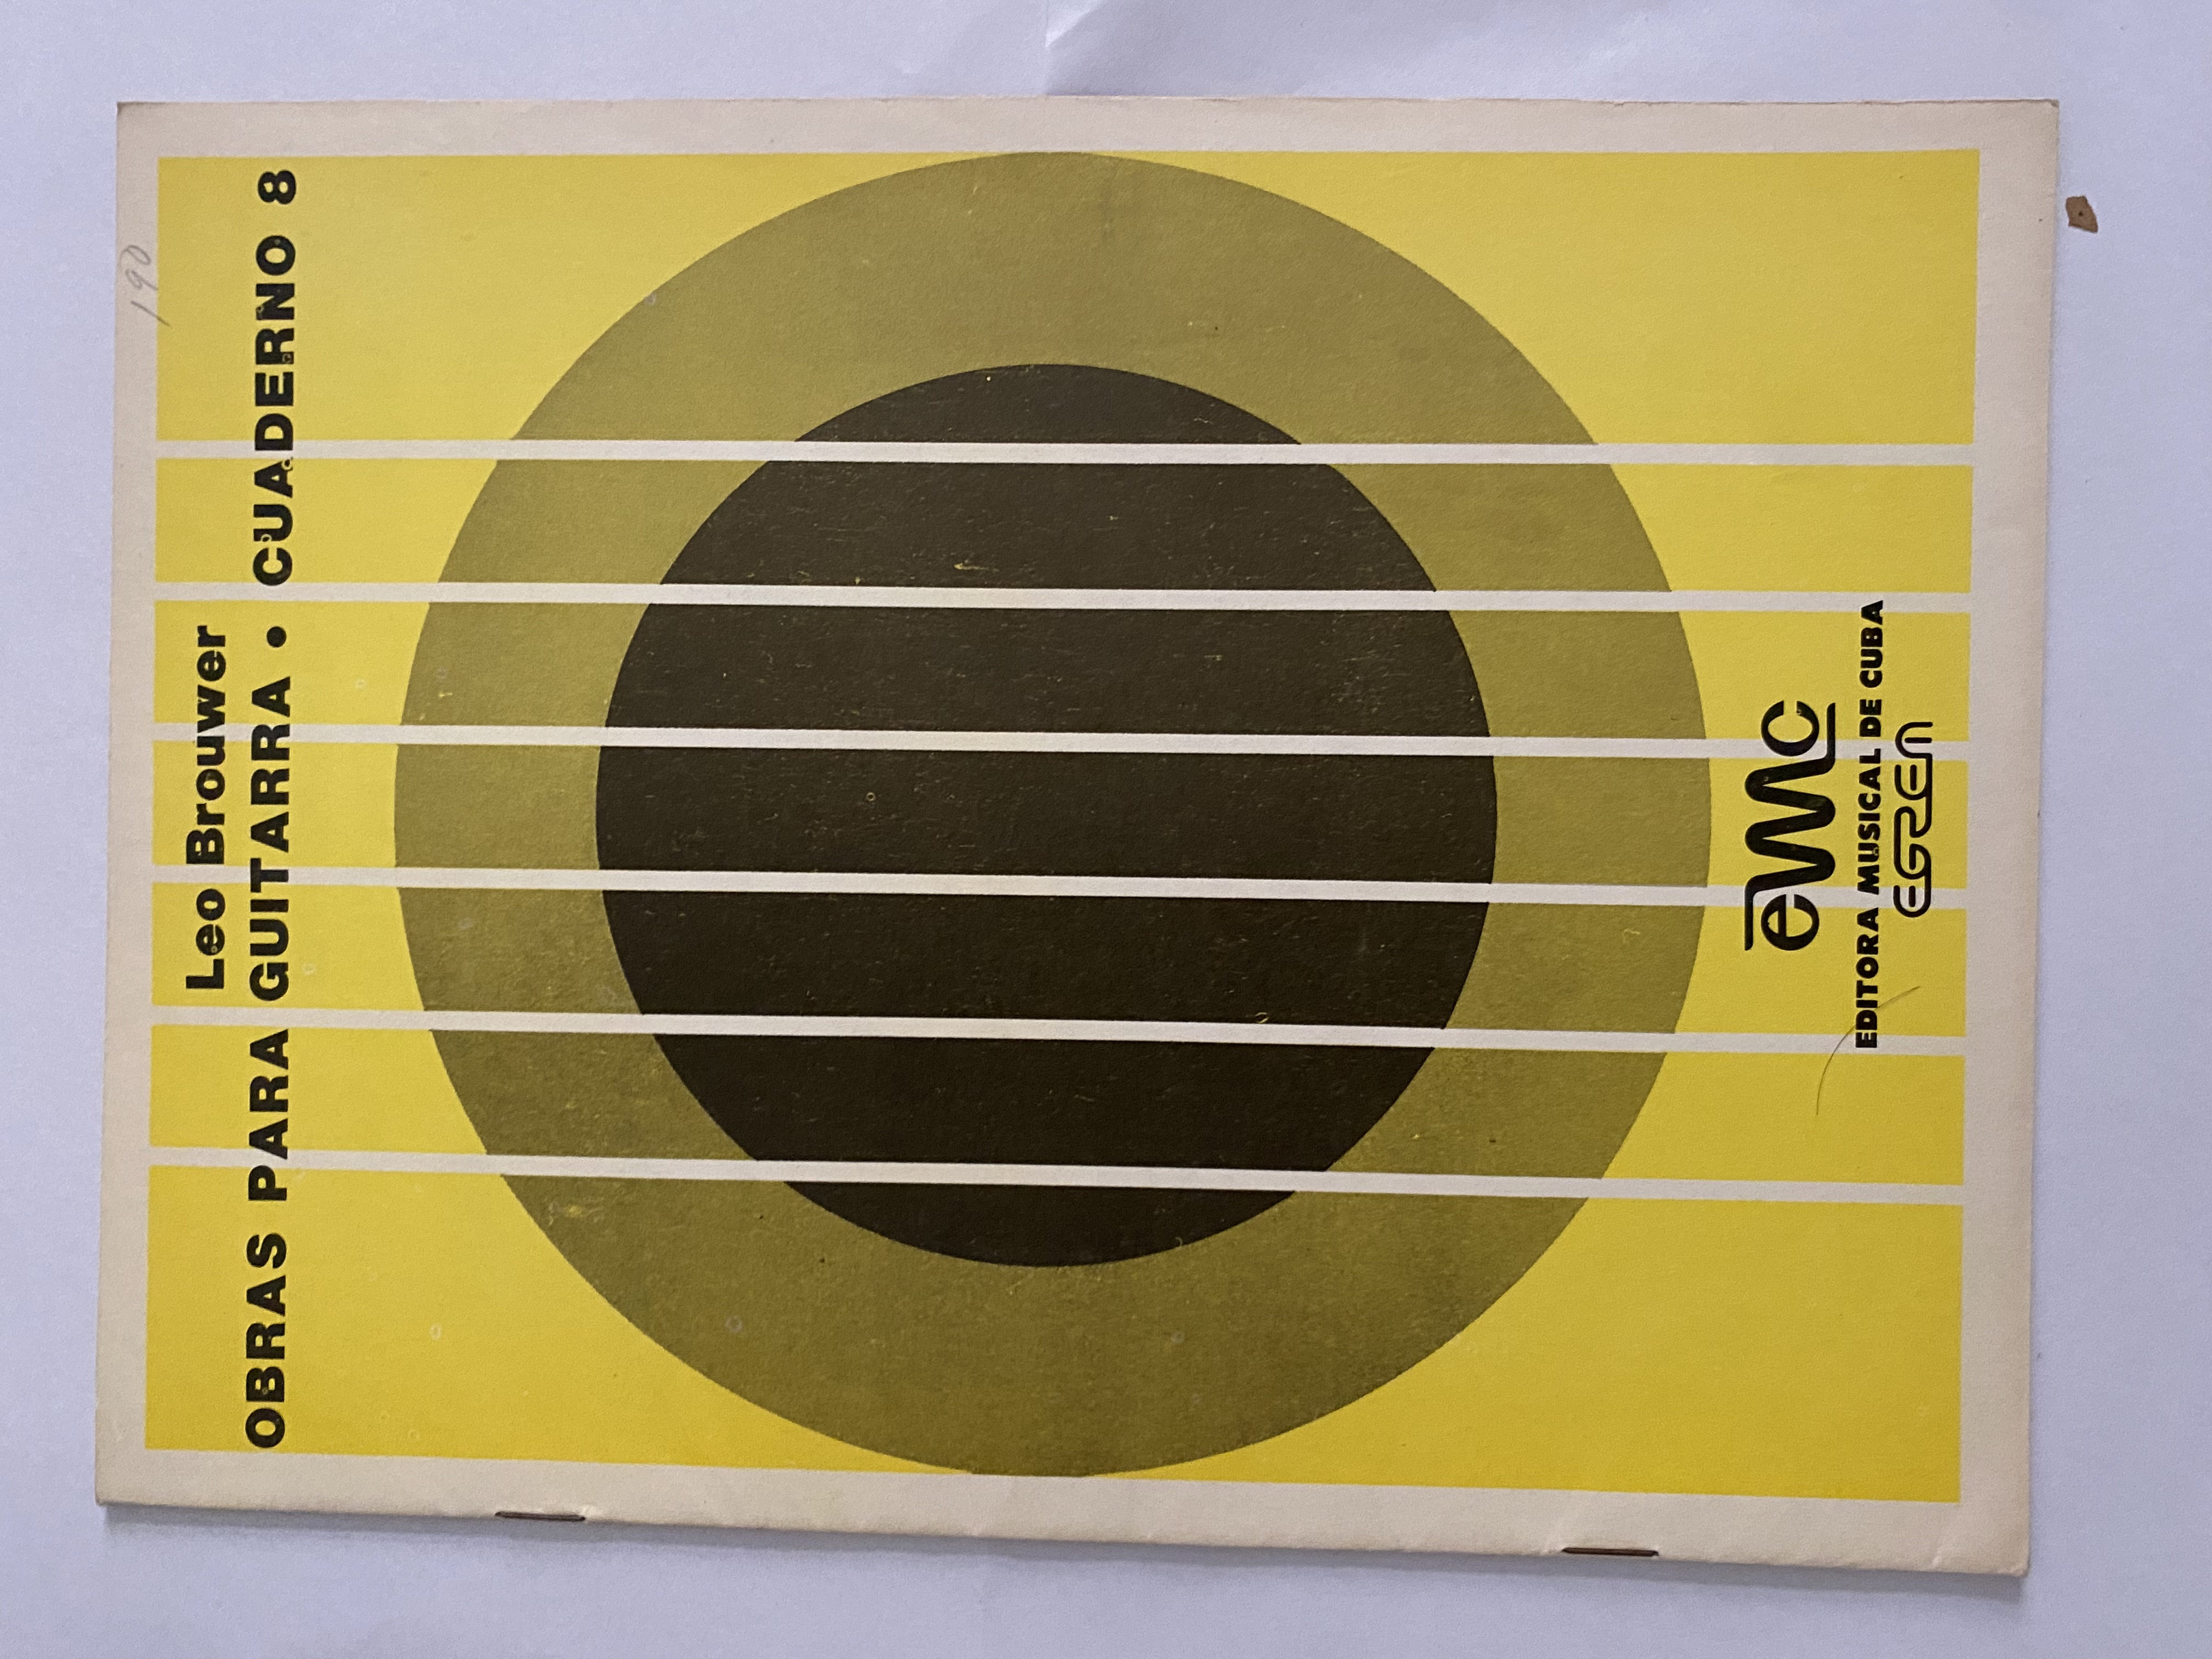 190
Leo Brouwer
OBRAS PARA GUITARRA • CUADERNO 8
emc
EDITORA MUSICAL DE CUBA
EGREM